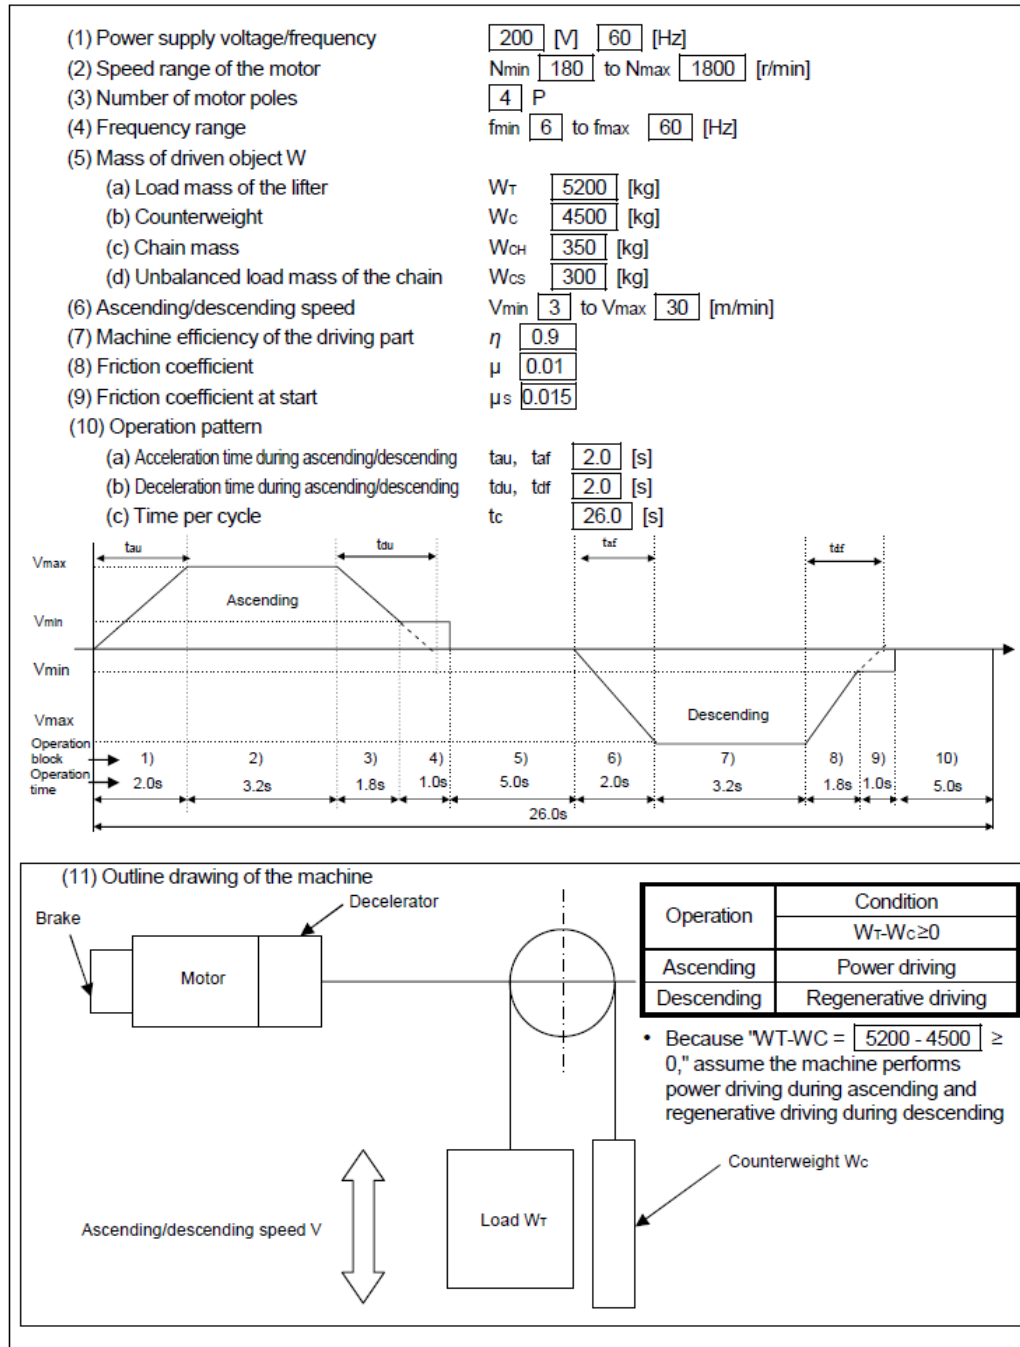 (1) Power supply voltage/frequency 200 [V] 60 [Hz]
(2) Speed range of the motor Nmin 180 to Nmax 1800 [r/min]
(3) Number of motor poles 4 P
(4) Frequency range fmin 6 to fmax 60 [Hz]
(5) Mass of driven object W
(a) Load mass of the lifter WT 5200 [kg]
(b) Counterweight Wc 4500 [kg]
(c) Chain mass WCH 350 [kg]
(d) Unbalanced load mass of the chain Wcs 300 [kg]
(6) Ascending/descending speed Vmin 3 to Vmax 30 [m/min]
(7) Machine efficiency of the driving part η 0.9
(8) Friction coefficient μ 0.01
(9) Friction coefficient at start μs 0.015
(10) Operation pattern
(a) Acceleration time during ascending/descending tau, taf 2.0 [s]
(b) Deceleration time during ascending/descending tdu, tdf 2.0 [s]
(c) Time per cycle tc 26.0 [s]
tau tdu taf tdf
Vmax
Ascending
Vmin
Vmin
Vmax Descending
Operation block 1) 2) 3) 4) 5) 6) 7) 8) 9) 10)
Operation time 2.0s 3.2s 1.8s 1.0s 5.0s 2.0s 3.2s 1.8s 1.0s 5.0s
26.0s
(11) Outline drawing of the machine
Decelerator
Brake
Motor
Operation Condition
WT-Wc≥0
Ascending Power driving
Descending Regenerative driving
• Because "WT-WC = 5200 - 4500 ≥
0," assume the machine performs
power driving during ascending and
regenerative driving during descending
Counterweight Wc
Load WT
Ascending/descending speed V